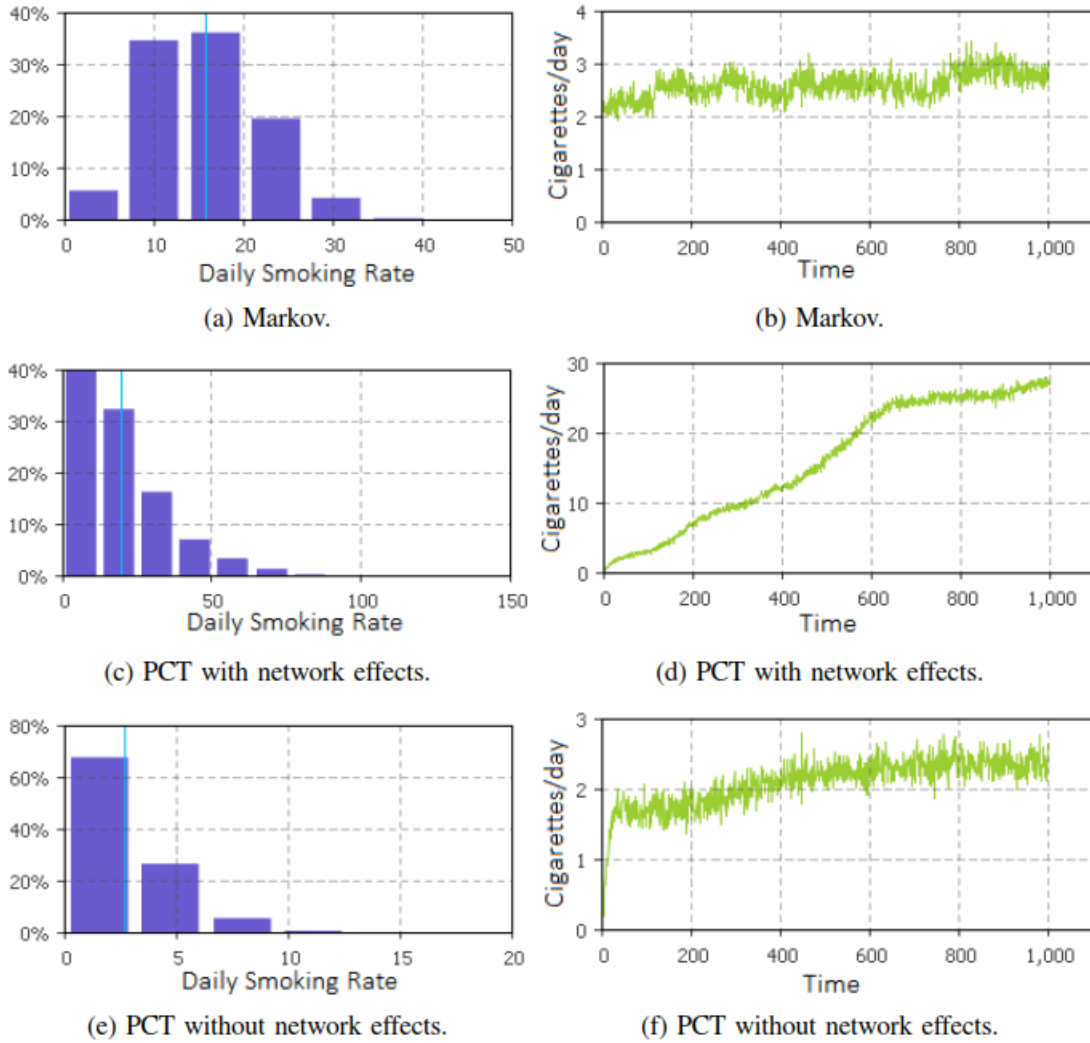 40%
30%
20%
10%
0%
0 10 20 30 40 50
Daily Smoking Rate
(a) Markov.
4
3
2
1
0
Cigarettes/day
0 200 400 600 800 1,000
Time
(b) Markov.
40%
30%
20%
10%
0%
0 50 100 150
Daily Smoking Rate
(c) PCT with network effects.
30
20
10
0
Cigarettes/day
0 200 400 600 800 1,000
Time
(d) PCT with network effects.
80%
60%
40%
20%
0%
0 5 10 15 20
Daily Smoking Rate
(e) PCT without network effects.
3
2
1
0
Cigarettes/day
0 200 400 600 800 1,000
Time
(f) PCT without network effects.